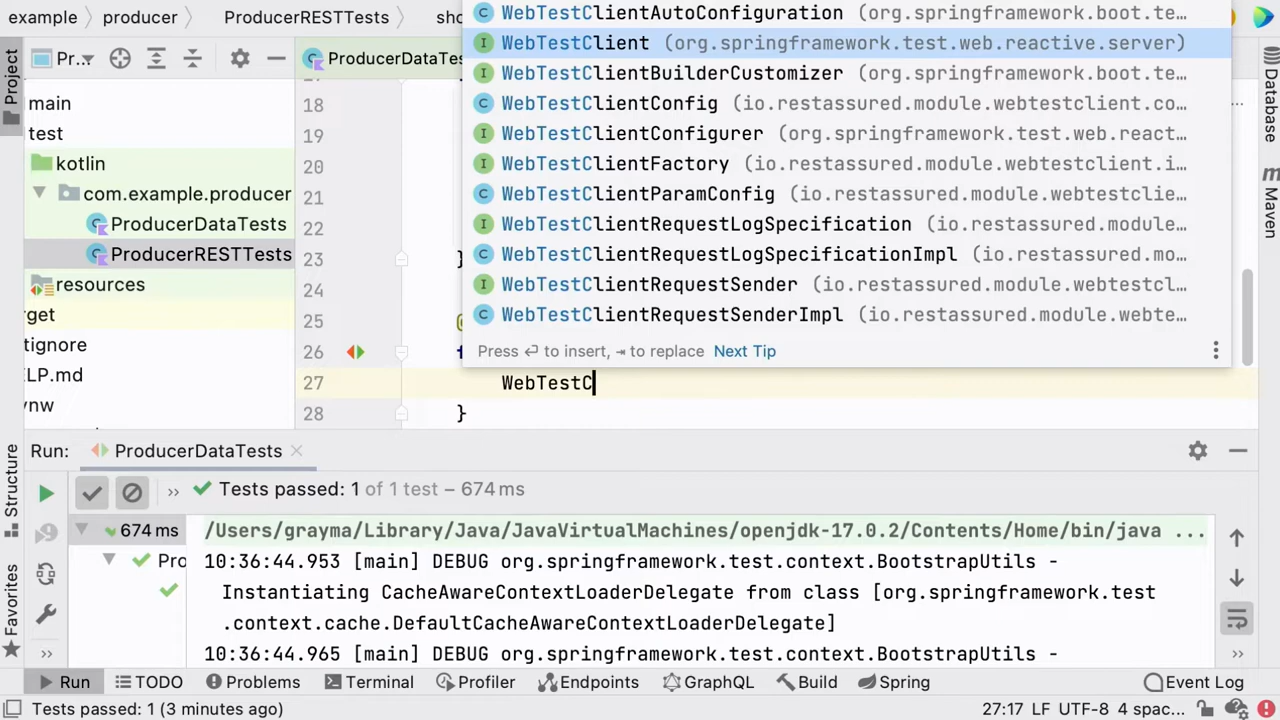 example
producer
ProducerRESTTests
Project
Pr...
ProducerDataTes
main
test
kotlin
com.example.producer
ProducerDataTests
ProducerRESTTests
resources
rget
tignore
LP.md
nw
WebTestClientAutoConfiguration (org.springframework.boot.te...
WebTestClient (org.springframework.test.web.reactive.server)
WebTestClientBuilderCustomizer (org.springframework.boot.te...
WebTestClientConfig (io.restassured.module.webtestclient.co...
WebTestClientConfigurer (org.springframework.test.web.react...
WebTestClientFactory (io.restassured.module.webtestclient.i...
WebTestClientParamConfig (io.restassured.module.webtestclie...
WebTestClientRequestLogSpecification (io.restassured.module...
WebTestClientRequestLogSpecificationImpl (io.restassured.mo...
WebTestClientRequestSender (io.restassured.module.webtestcl...
WebTestClientRequestSenderImpl (io.restassured.module.webte...
Press ↵ to insert, ⇥ to replace Next Tip
18
19
20
21
22
23 }
24
25
26
27 WebTestC
28 }
Database
Maven
Structure
Favorites
Run: ProducerDataTests
Tests passed: 1 of 1 test – 674 ms
674 ms
Pro
/Users/grayma/Library/Java/JavaVirtualMachines/openjdk-17.0.2/Contents/Home/bin/java ...
10:36:44.953 [main] DEBUG org.springframework.test.context.BootstrapUtils -
Instantiating CacheAwareContextLoaderDelegate from class [org.springframework.test
.context.cache.DefaultCacheAwareContextLoaderDelegate]
10:36:44.965 [main] DEBUG org.springframework.test.context.BootstrapUtils -
Run TODO Problems Terminal Profiler Endpoints GraphQL Build Spring Event Log
Tests passed: 1 (3 minutes ago) 27:17 LF UTF-8 4 spac...